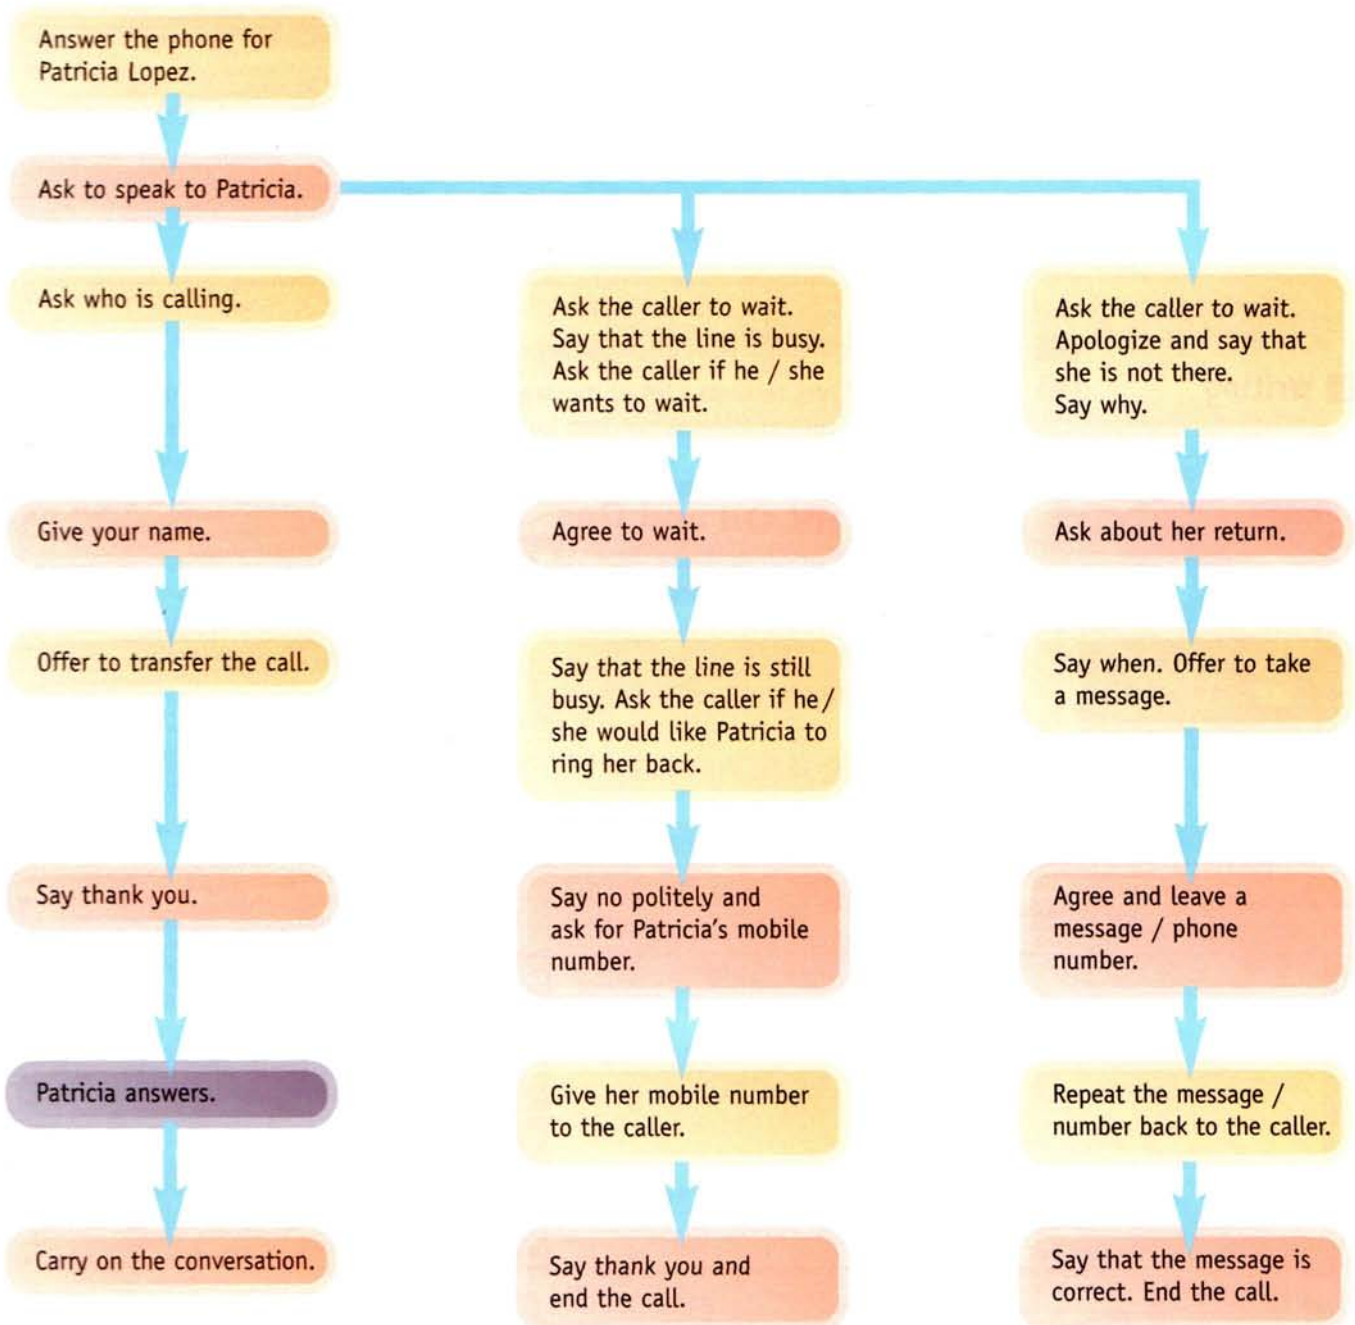 Answer the phone for
Patricia Lopez.
Ask to speak to Patricia.
Ask who is calling.
Give your name.
Offer to transfer the call.
Say thank you.
Patricia answers.
Carry on the conversation.
Ask the caller to wait.
Say that the line is busy.
Ask the caller if he / she
wants to wait.
Agree to wait.
Say that the line is still
busy. Ask the caller if he /
she would like Patricia to
ring her back.
Say no politely and
ask for Patricia's mobile
number.
Give her mobile number
to the caller.
Say thank you and
end the call.
Ask the caller to wait.
Apologize and say that
she is not there.
Say why.
Ask about her return.
Say when. Offer to take
a message.
Agree and leave a
message / phone
number.
Repeat the message /
number back to the caller.
Say that the message is
correct. End the call.